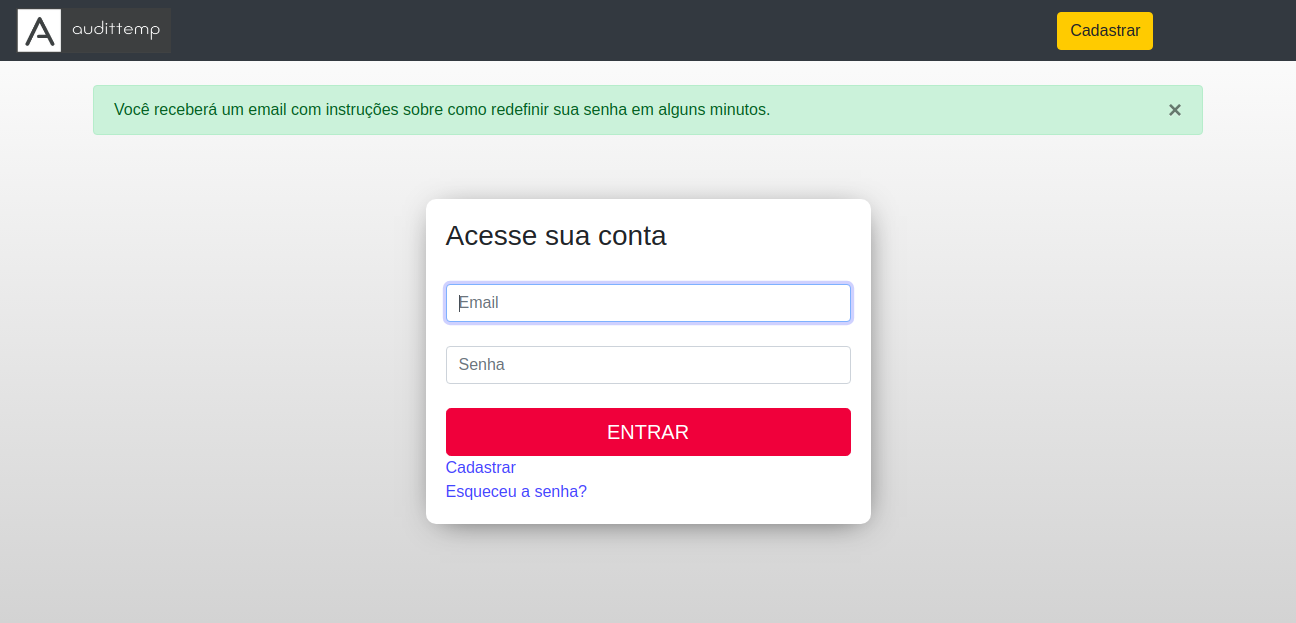 audittemp
Cadastrar
Você receberá um email com instruções sobre como redefinir sua senha em alguns minutos. ×
Acesse sua conta
Email
Senha
ENTRAR
Cadastrar
Esqueceu a senha?